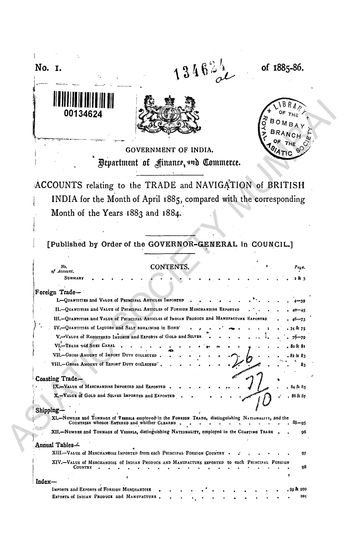 No. 1.
134624
of 1885-86.
00134624
LIBRARY OF THE BOMBAY BRANCH OF THE ROYAL ASIATIC SOCIETY
GOVERNMENT OF INDIA.
Department of Finance, and Commerce.
ACCOUNTS relating to the TRADE and NAVIGATION of BRITISH
INDIA for the Month of April 1885, compared with the corresponding
Month of the Years 1883 and 1884.
[Published by Order of the GOVERNOR-GENERAL in COUNCIL.]
No. of Account. CONTENTS. Page.
SUMMARY 2 & 3
Foreign Trade—
I.—Quantities and Value of Principal Articles Imported 4—39
II.—Quantities and Value of Principal Articles of Foreign Merchandise Exported 40—45
III.—Quantities and Value of Principal Articles of Indian Produce and Manufacture Exported 46—73
IV.—Quantities of Liquors and Salt remaining in Bond 74 & 75
V.—Value of Registered Imports and Exports of Gold and Silver 76—79
VI.—Trade with Suez Canal 80 & 81
VII.—Gross Amount of Import Duty collected 82 & 83
VIII.—Gross Amount of Export Duty collected 83
26
77
10
Coasting Trade—
IX.—Value of Merchandise Imported and Exported 84 & 85
X.—Value of Gold and Silver Imported and Exported 86 & 87
Shipping—
XI.—Number and Tonnage of Vessels employed in the Foreign Trade, distinguishing Nationality, and the
Countries whence Entered and whither Cleared 88—95
XII.—Number and Tonnage of Vessels, distinguishing Nationality, employed in the Coasting Trade 96
Annual Tables—
XIII.—Value of Merchandise Imported from each Principal Foreign Country 97
XIV.—Value of Merchandise of Indian Produce and Manufacture exported to each Principal Foreign
Country 98
Index—
Imports and Exports of Foreign Merchandise 99 & 100
Exports of Indian Produce and Manufacture 101
ASIATIC SOCIETY MUMBAI